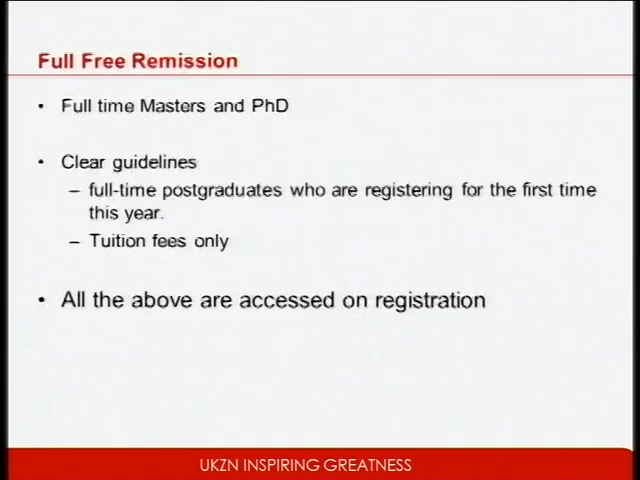 Full Free Remission
• Full time Masters and PhD
• Clear guidelines
– full-time postgraduates who are registering for the first time
this year.
– Tuition fees only
• All the above are accessed on registration
UKZN INSPIRING GREATNESS